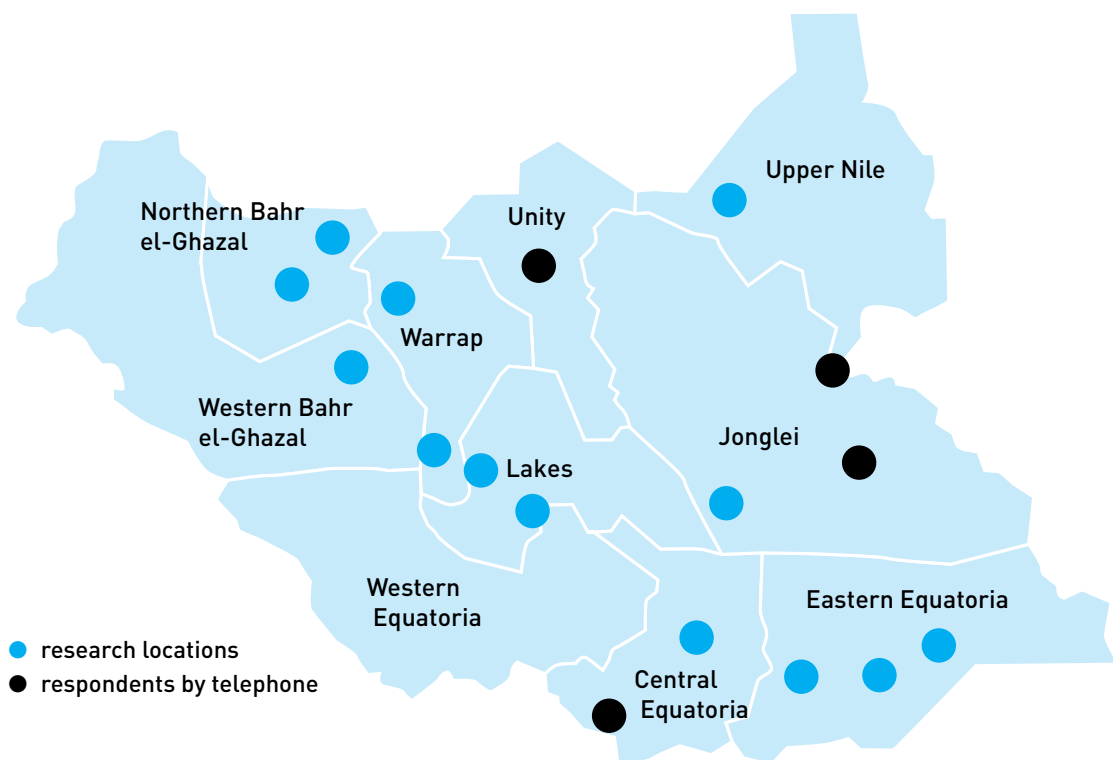 Upper Nile
Northern Bahr
el-Ghazal
Unity
Warrap
Western Bahr
el-Ghazal
Jonglei
Lakes
Western
Equatoria
Eastern Equatoria
research locations
respondents by telephone
Central
Equatoria